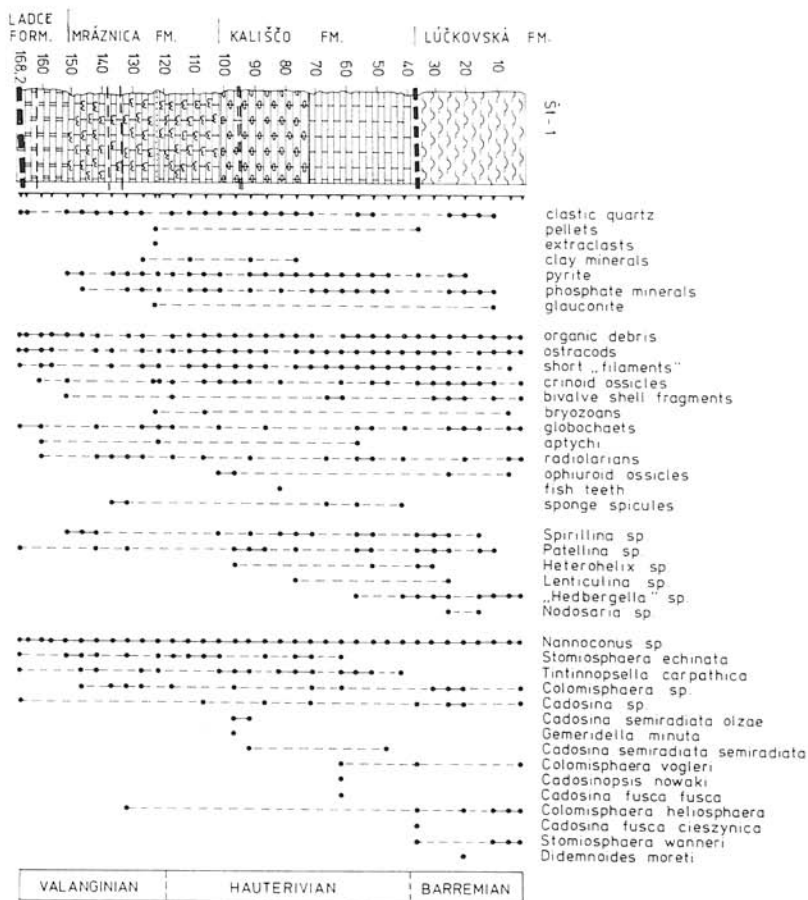 LADCE FORM. MRÁZNICA FM. KALIŠČO FM. LÚČKOVSKÁ FM.
168,2 160 150 140 130 120 110 100 90 80 70 60 50 40 30 20 10
ŠI-1
clastic quartz
pellets
extraclasts
clay minerals
pyrite
phosphate minerals
glauconite
organic debris
ostracods
short „filaments"
crinoid ossicles
bivalve shell fragments
bryozoans
globochaets
aptychi
radiolarians
ophiuroid ossicles
fish teeth
sponge spicules
Spirillina sp
Patellina sp.
Heterohelix sp.
Lenticulina sp.
„Hedbergella" sp.
Nodosaria sp.
Nannoconus sp
Stomiosphaera echinata
Tintinnopsella carpathica
Colomisphaera sp.
Cadosina sp.
Cadosina semiradiata olzae
Gemeridella minuta
Cadosina semiradiata semiradiata
Colomisphaera vogleri
Cadosinopsis nowaki
Cadosina fusca fusca
Colomisphaera heliosphaera
Cadosina fusca cieszynica
Stomiosphaera wanneri
Didemnoides moreti
VALANGINIAN HAUTERIVIAN BARREMIAN